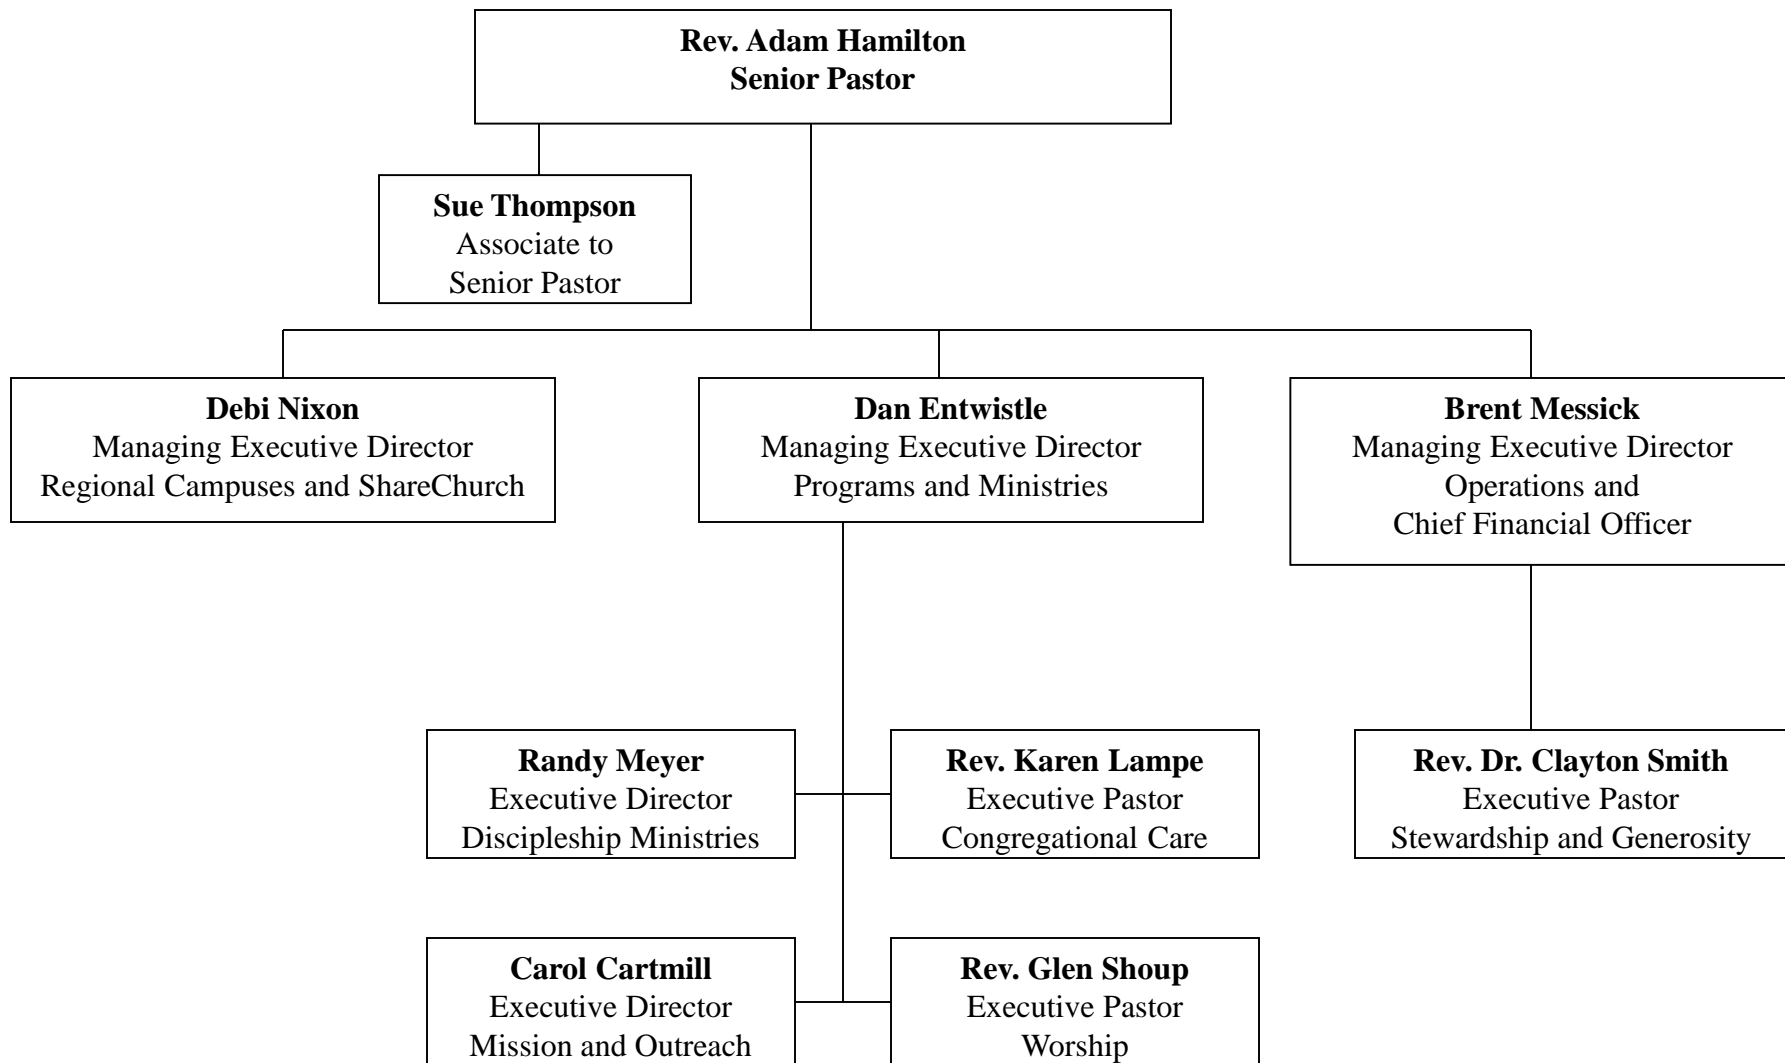 Rev. Adam Hamilton
Senior Pastor
Sue Thompson
Associate to
Senior Pastor
Debi Nixon
Managing Executive Director
Regional Campuses and ShareChurch
Dan Entwistle
Managing Executive Director
Programs and Ministries
Brent Messick
Managing Executive Director
Operations and
Chief Financial Officer
Randy Meyer
Executive Director
Discipleship Ministries
Rev. Karen Lampe
Executive Pastor
Congregational Care
Rev. Dr. Clayton Smith
Executive Pastor
Stewardship and Generosity
Carol Cartmill
Executive Director
Mission and Outreach
Rev. Glen Shoup
Executive Pastor
Worship